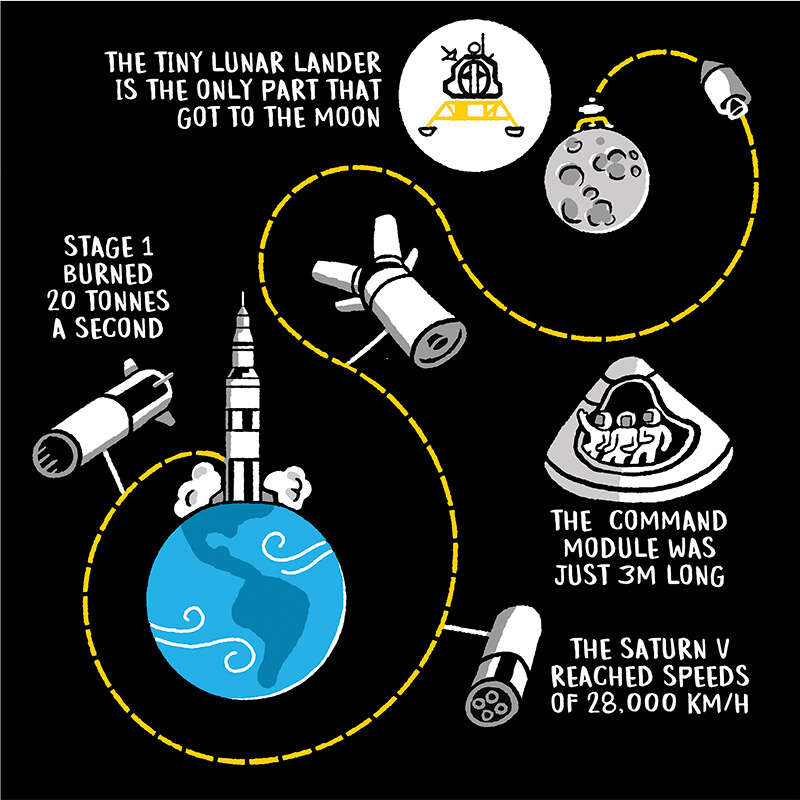 THE TINY LUNAR LANDER
IS THE ONLY PART THAT
GOT TO THE MOON
STAGE 1
BURNED
20 TONNES
A SECOND
THE COMMAND
MODULE WAS
JUST 3M LONG
THE SATURN V
REACHED SPEEDS
OF 28,000 KM/H